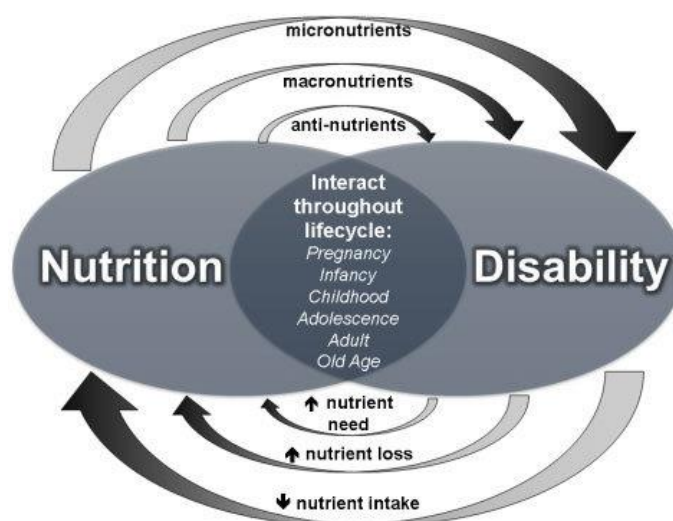 micronutrients
macronutrients
anti-nutrients
Interact
throughout
lifecycle:
Pregnancy
Infancy
Childhood
Adolescence
Adult
Old Age
Nutrition
Disability
↑ nutrient
need
↑ nutrient loss
↓ nutrient intake